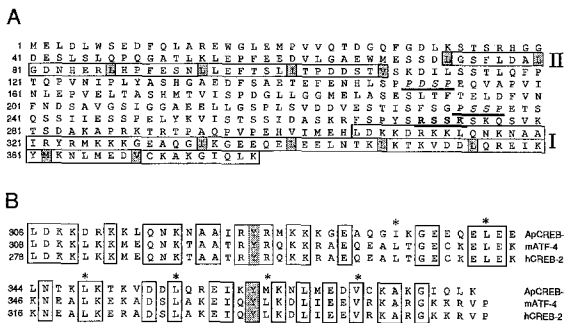 A
1 M E L D L W S E D F Q L A R E W G L E M P V V Q T D G Q F G D L K S T S R H G G
41 D E S L S L Q P Q G A T K L E P F E E D V L G A E W M E S S D L G S F L D A L
81 G D N H E R L H P F E S N L L E F T S L I T P D D S T M S K D I L S S T L Q F P
121 T Q P V N I P L Y A S H G A E D F S A E T E F E N H N L S P P D S P E Q V A P V
161 N L E P V E L T A S H M T V I S P D G G L L G M E L A S E S L F T E L D F V N
201 F N D S A V G S I G G A E L S E P L S V D D V E S T I S F S G P S S P E A P T S
241 Q S S I E S S P E L Y K V I S T S S I D A S K R F S P Y S R S S K S K Q S V K
281 T S D A K A P R K T R T P A Q P V P E H V I M E H L D K K D R K K L Q N K N A A
321 I R Y R M K K K G E A Q G I K G E E Q E L E E L N T K L K T K V D D L Q R E I K
361 Y M K N L M E D V C K A K G I Q L K
II
I
B
306 L D K K D R K K L Q N K N A A I R Y R M K K K G E A Q G I K G E E Q E L E E ApCREB-
308 L D K K L K K M E Q N K T A A T R Y R Q K K R A E Q E A L T G E C K E L E K mATF-4
278 L D K K L K K M E Q N K T A A T R Y R Q K K R A E Q E A L T G E C K E L E K hCREB-2
344 L N T K L K T K V D D L Q R E I K Y M K N L M E D V C K A K G I Q L K ApCREB-
346 N E A L K E K A D S L A K E I Q Y L K D L I E E V R K A R G K K R V P mATF-4
316 N E A L K E R A D S L A K E I Q Y L K D L I E E V R K A R G K K R V P hCREB-2